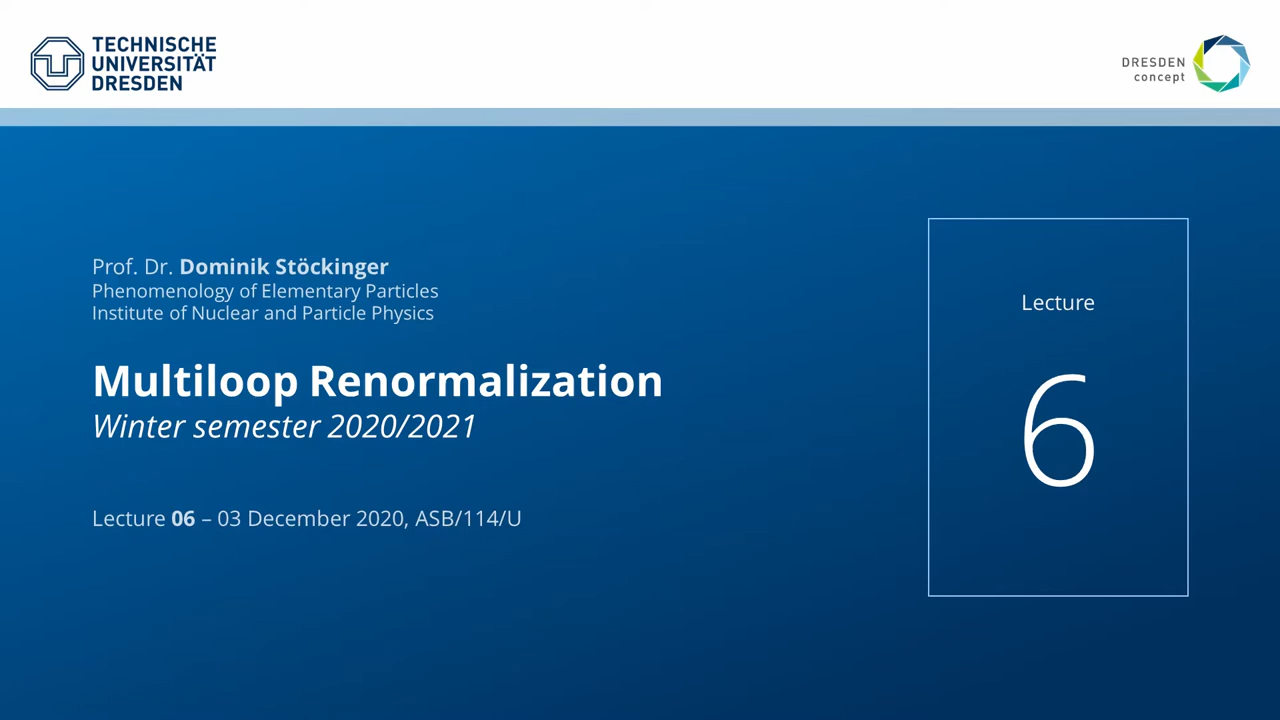 TECHNISCHE
UNIVERSITÄT
DRESDEN
DRESDEN
concept
Prof. Dr. Dominik Stöckinger
Phenomenology of Elementary Particles
Institute of Nuclear and Particle Physics
Multiloop Renormalization
Winter semester 2020/2021
Lecture 06 – 03 December 2020, ASB/114/U
Lecture
6